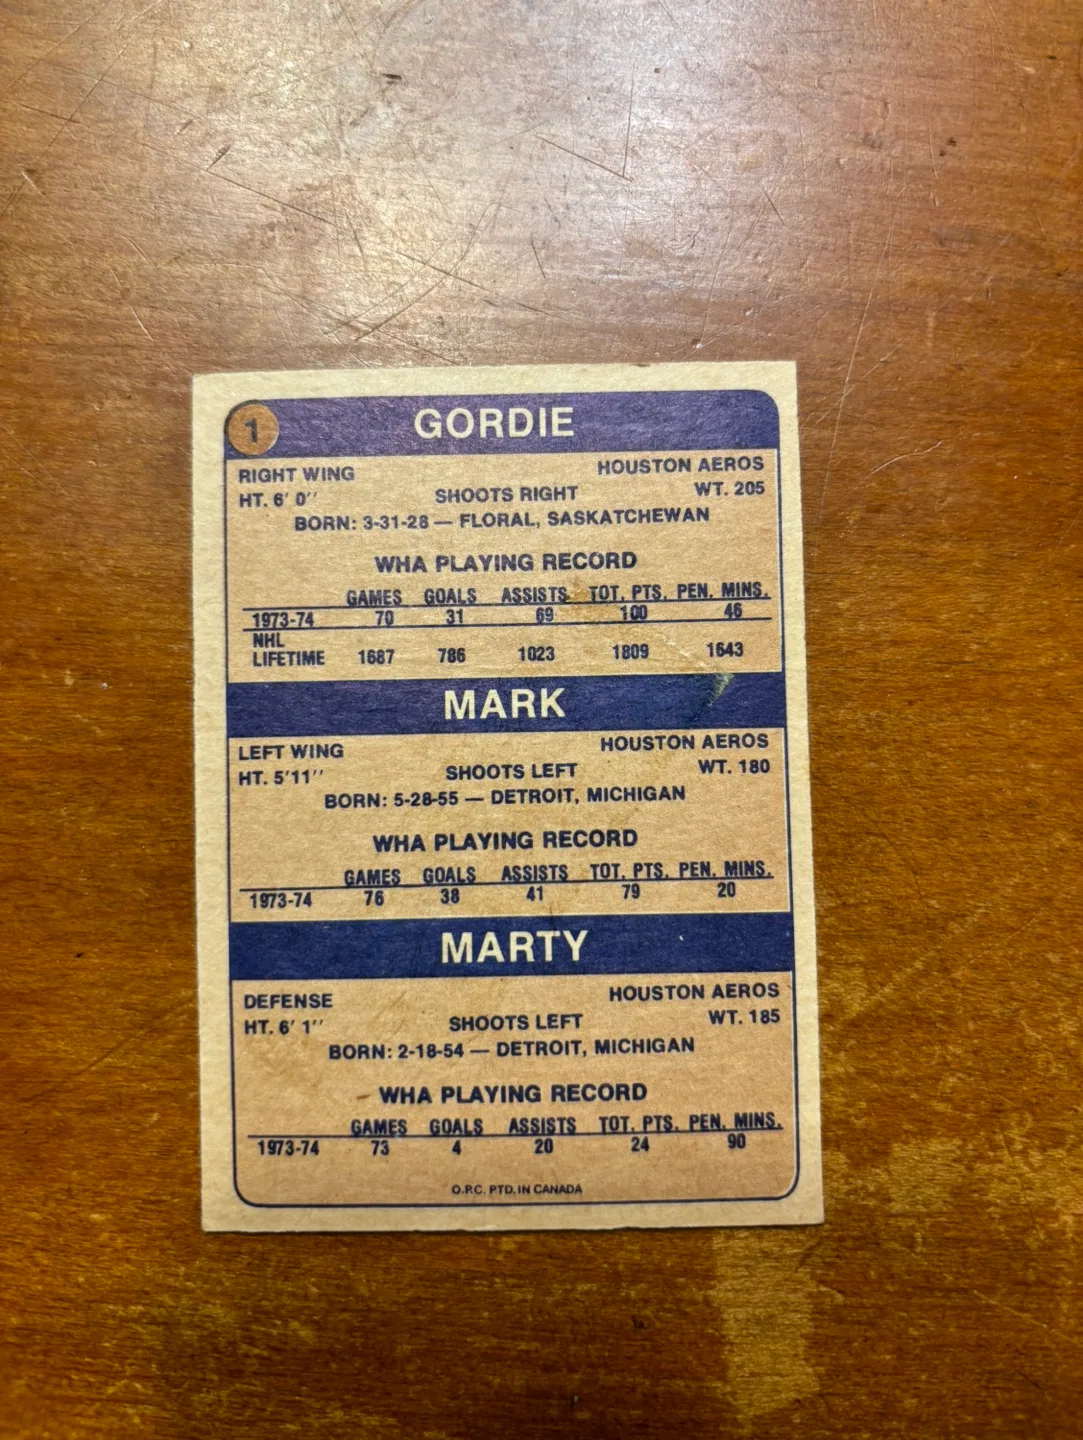 1 GORDIE
RIGHT WING HOUSTON AEROS
HT. 6' 0'' SHOOTS RIGHT WT. 205
BORN: 3-31-28 — FLORAL, SASKATCHEWAN
WHA PLAYING RECORD
GAMES GOALS ASSISTS TOT. PTS. PEN. MINS.
1973-74 70 31 69 100 46
NHL
LIFETIME 1687 786 1023 1809 1643
MARK
LEFT WING HOUSTON AEROS
HT. 5'11'' SHOOTS LEFT WT. 180
BORN: 5-28-55 — DETROIT, MICHIGAN
WHA PLAYING RECORD
GAMES GOALS ASSISTS TOT. PTS. PEN. MINS.
1973-74 76 38 41 79 20
MARTY
DEFENSE HOUSTON AEROS
HT. 6' 1'' SHOOTS LEFT WT. 185
BORN: 2-18-54 — DETROIT, MICHIGAN
WHA PLAYING RECORD
GAMES GOALS ASSISTS TOT. PTS. PEN. MINS.
1973-74 73 4 20 24 90
O.P.C. PTD. IN CANADA